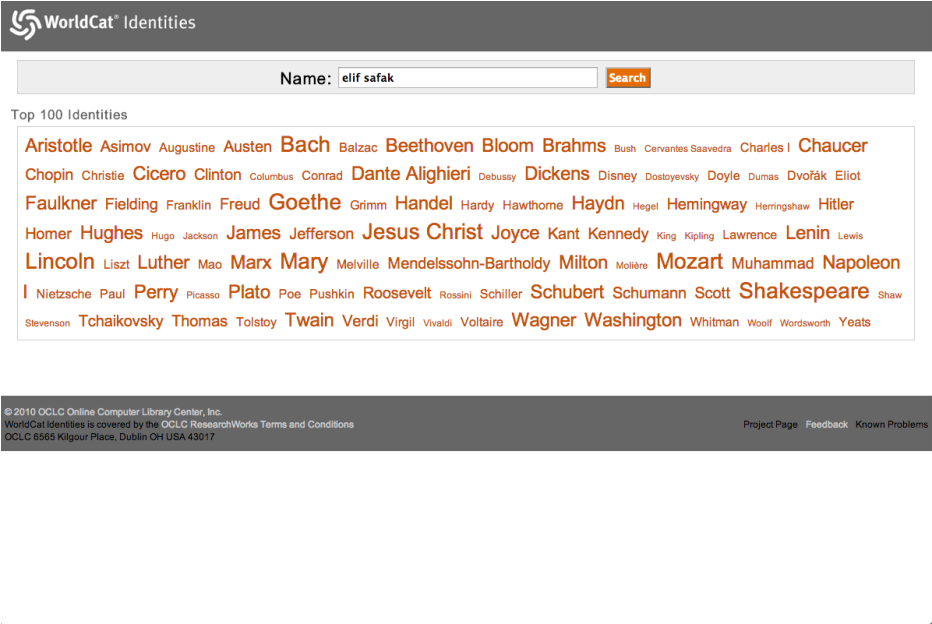 WorldCat® Identities
Name: elif safak Search
Top 100 Identities
Aristotle Asimov Augustine Austen Bach Balzac Beethoven Bloom Brahms Bush Cervantes Saavedra Charles I Chaucer
Chopin Christie Cicero Clinton Columbus Conrad Dante Alighieri Debussy Dickens Disney Dostoyevsky Doyle Dumas Dvořák Eliot
Faulkner Fielding Franklin Freud Goethe Grimm Handel Hardy Hawthorne Haydn Hegel Hemingway Herringshaw Hitler
Homer Hughes Hugo Jackson James Jefferson Jesus Christ Joyce Kant Kennedy King Kipling Lawrence Lenin Lewis
Lincoln Liszt Luther Mao Marx Mary Melville Mendelssohn-Bartholdy Milton Molière Mozart Muhammad Napoleon
I Nietzsche Paul Perry Picasso Plato Poe Pushkin Roosevelt Rossini Schiller Schubert Schumann Scott Shakespeare Shaw
Stevenson Tchaikovsky Thomas Tolstoy Twain Verdi Virgil Vivaldi Voltaire Wagner Washington Whitman Woolf Wordsworth Yeats
© 2010 OCLC Online Computer Library Center, Inc.
WorldCat Identities is covered by the OCLC ResearchWorks Terms and Conditions
OCLC 6565 Kilgour Place, Dublin OH USA 43017
Project Page Feedback Known Problems